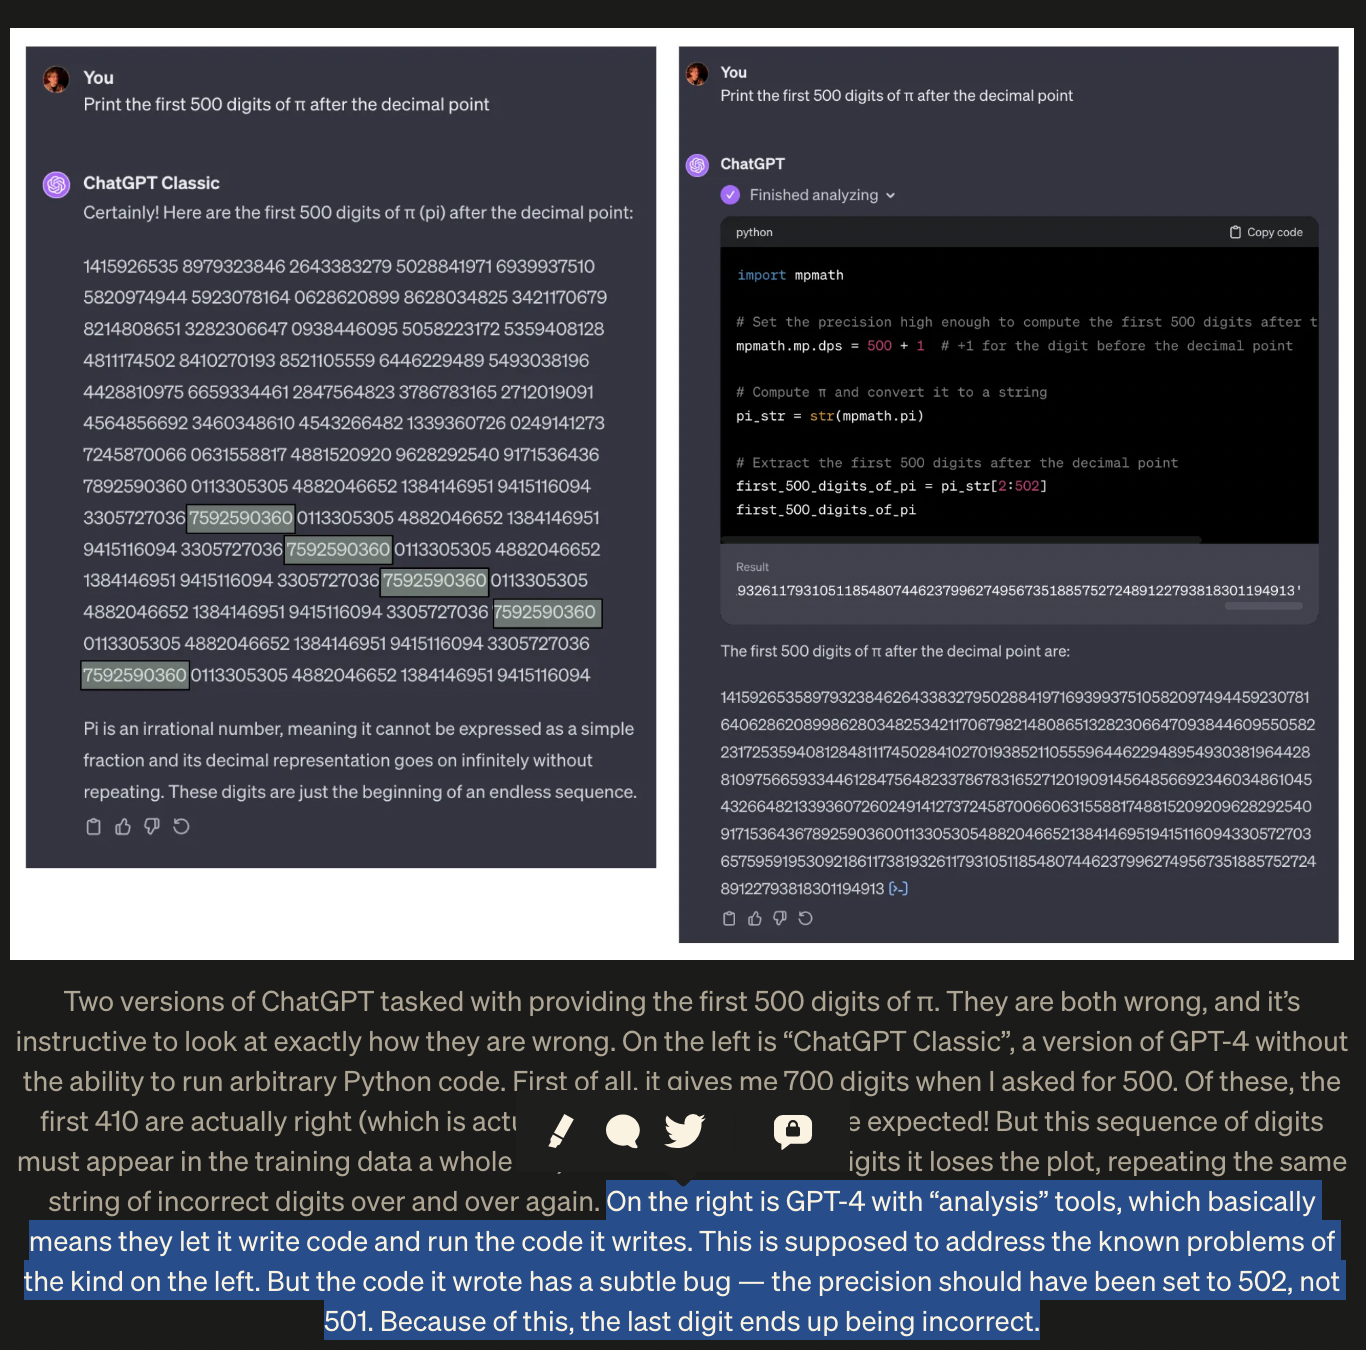 You
Print the first 500 digits of π after the decimal point
ChatGPT Classic
Certainly! Here are the first 500 digits of π (pi) after the decimal point:
1415926535 8979323846 2643383279 5028841971 6939937510
5820974944 5923078164 0628620899 8628034825 3421170679
8214808651 3282306647 0938446095 5058223172 5359408128
4811174502 8410270193 8521105559 6446229489 5493038196
4428810975 6659334461 2847564823 3786783165 2712019091
4564856692 3460348610 4543266482 1339360726 0249141273
7245870066 0631558817 4881520920 9628292540 9171536436
7892590360 0113305305 4882046652 1384146951 9415116094
3305727036 7592590360 0113305305 4882046652 1384146951
9415116094 3305727036 7592590360 0113305305 4882046652
1384146951 9415116094 3305727036 7592590360 0113305305
4882046652 1384146951 9415116094 3305727036 7592590360
0113305305 4882046652 1384146951 9415116094 3305727036
7592590360 0113305305 4882046652 1384146951 9415116094
Pi is an irrational number, meaning it cannot be expressed as a simple
fraction and its decimal representation goes on infinitely without
repeating. These digits are just the beginning of an endless sequence.
You
Print the first 500 digits of π after the decimal point
ChatGPT
Finished analyzing
python
Copy code
import mpmath
# Set the precision high enough to compute the first 500 digits after t
mpmath.mp.dps = 500 + 1 # +1 for the digit before the decimal point
# Compute π and convert it to a string
pi_str = str(mpmath.pi)
# Extract the first 500 digits after the decimal point
first_500_digits_of_pi = pi_str[2:502]
first_500_digits_of_pi
Result
.93261179310511854807446237996274956735188575272489122793818301194913'
The first 500 digits of π after the decimal point are:
14159265358979323846264338327950288419716939937510582097494459230781
6406286208998628034825342117067982148086513282306647093844609550582
231725359408128481117450284102701938521105559644622948954930381964428
81097566593344612847564823378678316527120190914564856692346034861045
43266482133936072602491412737245870066063155881748815209209628292540
91715364367892590360011330530548820466521384146951941511609433057270​3
65759591953092186117381932611793105118548074462379962749567351885752724
89122793818301194913 [>-]
Two versions of ChatGPT tasked with providing the first 500 digits of π. They are both wrong, and it’s
instructive to look at exactly how they are wrong. On the left is “ChatGPT Classic”, a version of GPT-4 without
the ability to run arbitrary Python code. First of all, it gives me 700 digits when I asked for 500. Of these, the
first 410 are actually right (which is expected! But this sequence of digits
must appear in the training data a whole it loses the plot, repeating the same
string of incorrect digits over and over again. On the right is GPT-4 with “analysis” tools, which basically
means they let it write code and run the code it writes. This is supposed to address the known problems of
the kind on the left. But the code it wrote has a subtle bug — the precision should have been set to 502, not
501. Because of this, the last digit ends up being incorrect.